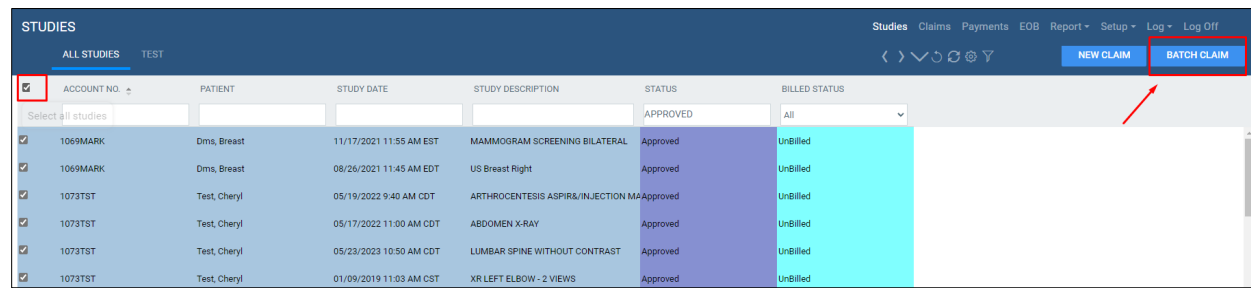 STUDIES Studies Claims Payments EOB Report Setup Log Log Off
ALL STUDIES TEST NEW CLAIM BATCH CLAIM
ACCOUNT NO. PATIENT STUDY DATE STUDY DESCRIPTION STATUS BILLED STATUS
Select all studies APPROVED All
1069MARK Dms, Breast 11/17/2021 11:55 AM EST MAMMOGRAM SCREENING BILATERAL Approved UnBilled
1069MARK Dms, Breast 08/26/2021 11:45 AM EDT US Breast Right Approved UnBilled
1073TST Test, Cheryl 05/19/2022 9:40 AM CDT ARTHROCENTESIS ASPIR&/INJECTION MA Approved UnBilled
1073TST Test, Cheryl 05/17/2022 11:00 AM CDT ABDOMEN X-RAY Approved UnBilled
1073TST Test, Cheryl 05/23/2023 10:50 AM CDT LUMBAR SPINE WITHOUT CONTRAST Approved UnBilled
1073TST Test, Cheryl 01/09/2019 11:03 AM CST XR LEFT ELBOW - 2 VIEWS Approved UnBilled